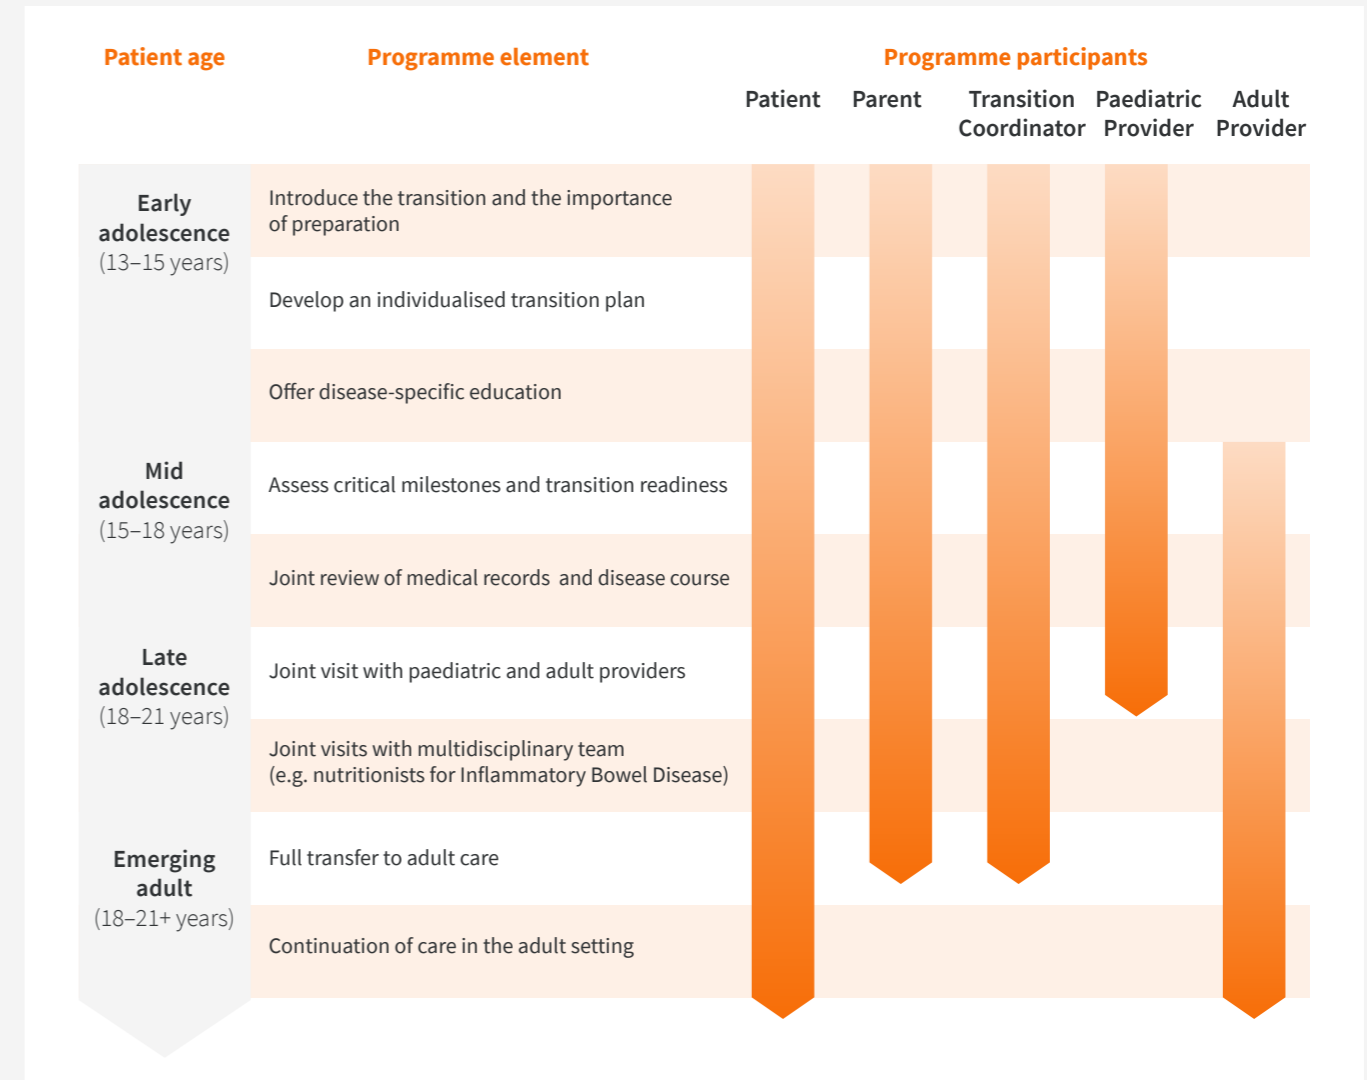 Patient age
Programme element
Programme participants
Patient
Parent
Transition
Coordinator
Paediatric
Provider
Adult
Provider
Early
adolescence
(13–15 years)
Introduce the transition and the importance
of preparation
Develop an individualised transition plan
Offer disease-specific education
Mid
adolescence
(15–18 years)
Assess critical milestones and transition readiness
Joint review of medical records  and disease course
Late
adolescence
(18–21 years)
Joint visit with paediatric and adult providers
Joint visits with multidisciplinary team
(e.g. nutritionists for Inflammatory Bowel Disease)
Emerging
adult
(18–21+ years)
Full transfer to adult care
Continuation of care in the adult setting